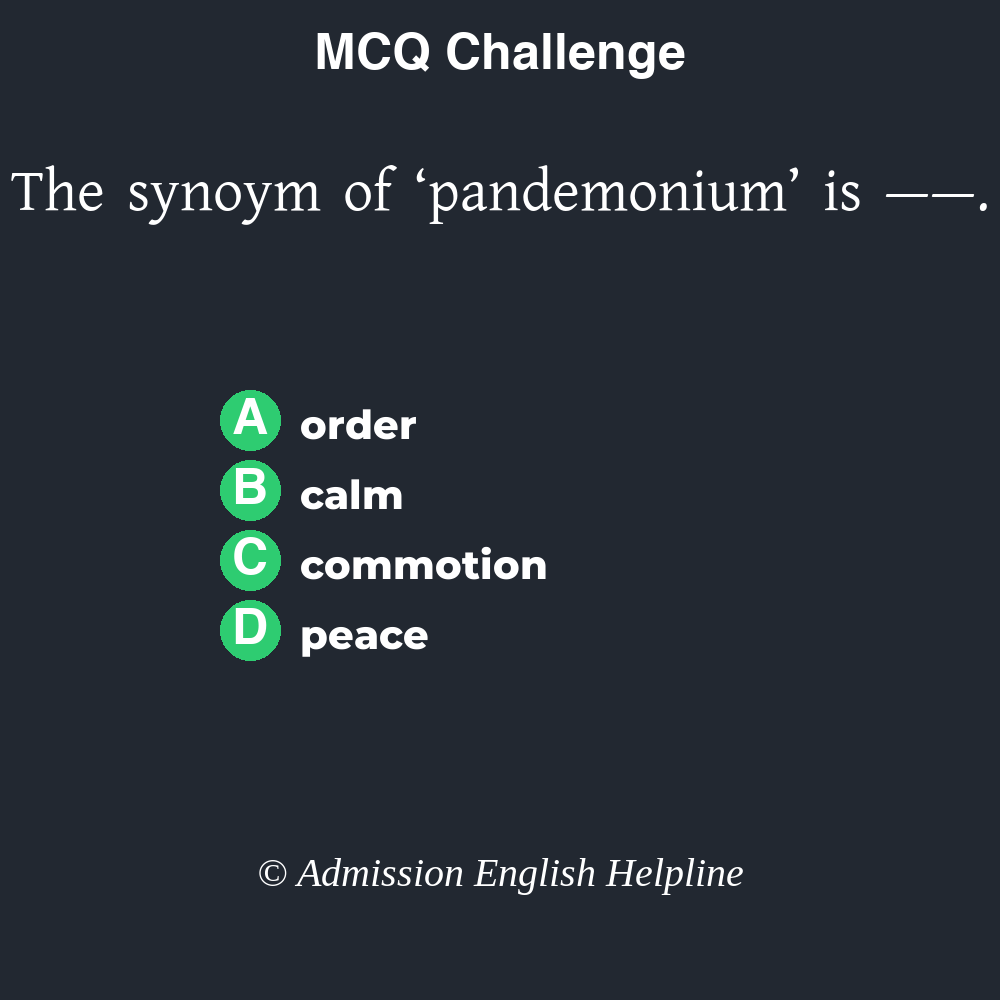 MCQ Challenge
The synoym of ‘pandemonium’ is ——.
A order
B calm
C commotion
D peace
© Admission English Helpline